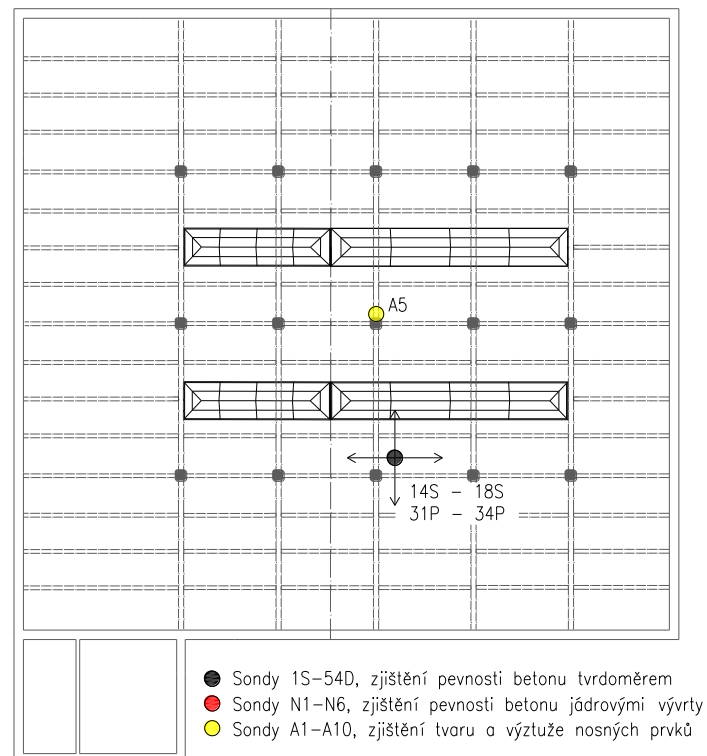 A5
14S – 18S
31P – 34P
Sondy 1S–54D, zjištění pevnosti betonu tvrdoměrem
Sondy N1–N6, zjištění pevnosti betonu jádrovými vývrty
Sondy A1–A10, zjištění tvaru a výztuže nosných prvků